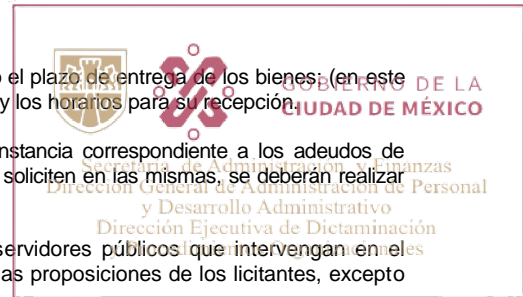 el plazo de entrega de los bienes; (en este
y los horarios para su recepción.
GOBIERNO DE LA
CIUDAD DE MÉXICO
nstancia correspondiente a los adeudos de
soliciten en las mismas, se deberán realizar
Secretaría de Administración y Finanzas
Dirección General de Administración de Personal
y Desarrollo Administrativo
Dirección Ejecutiva de Dictaminación
y Procedimientos Organizacionales
servidores públicos que intervengan en el
as proposiciones de los licitantes, excepto